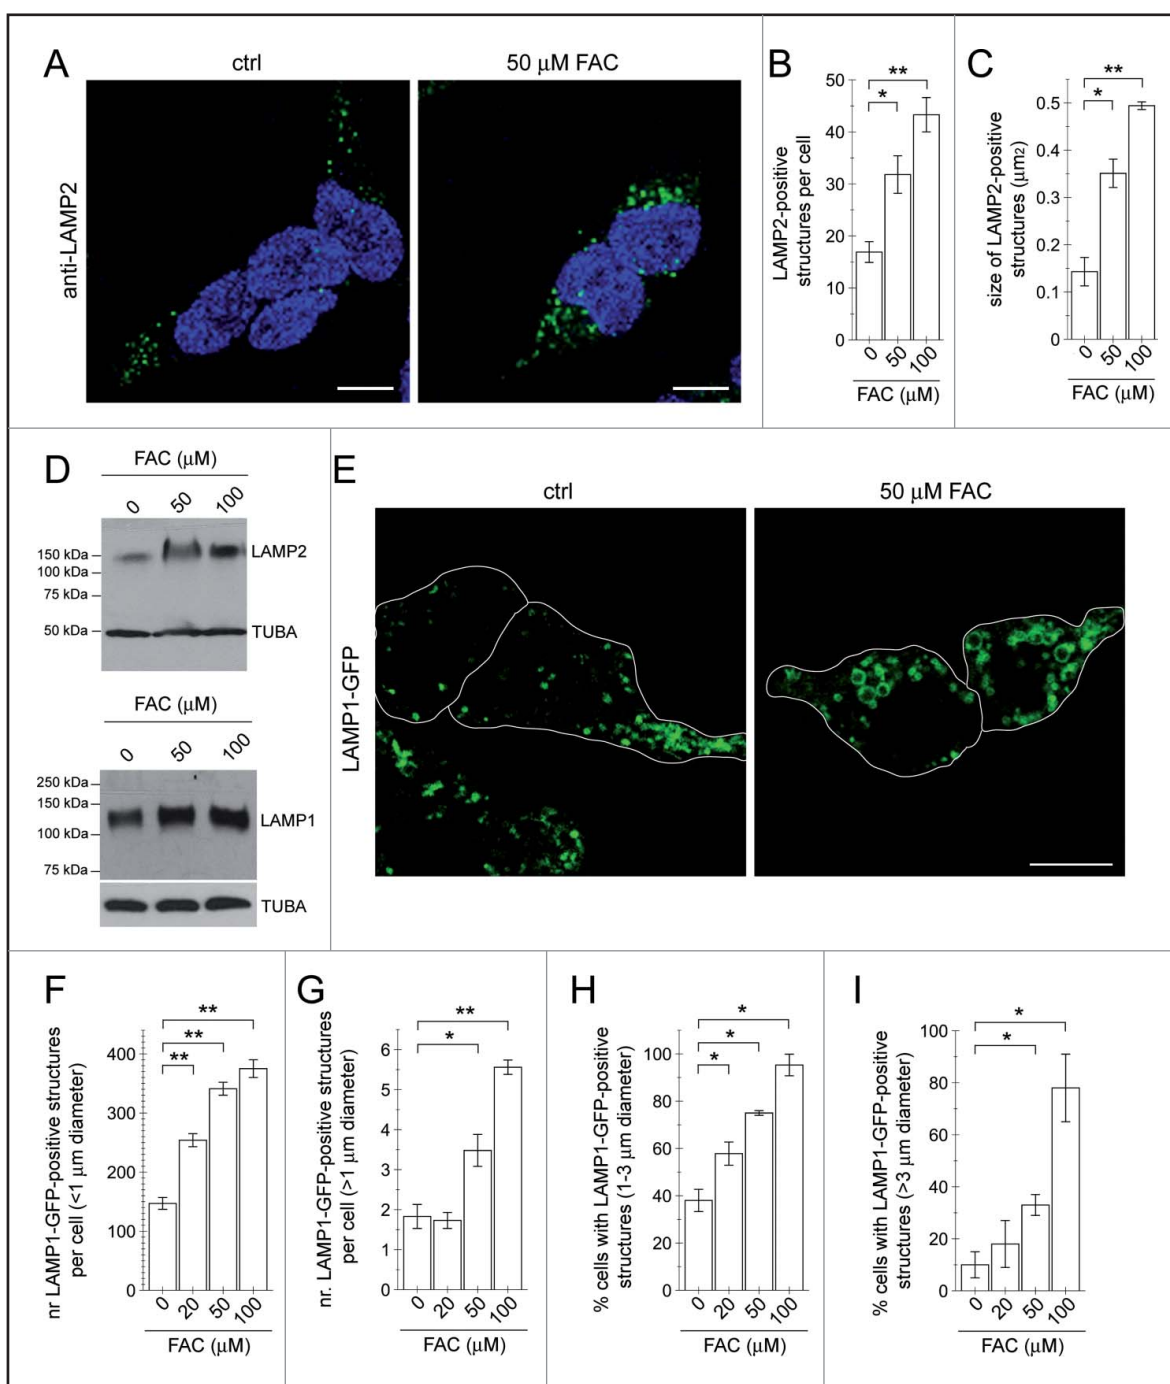 A
ctrl
50 μM FAC
anti-LAMP2
B
LAMP2-positive
structures per cell
50
40
30
20
10
0
*
**
0
50
100
FAC (μM)
C
size of LAMP2-positive
structures (μm2)
0.5
0.4
0.3
0.2
0.1
0
*
**
0
50
100
FAC (μM)
D
FAC (μM)
0
50
100
150 kDa
100 kDa
75 kDa
50 kDa
LAMP2
TUBA
FAC (μM)
0
50
100
250 kDa
150 kDa
100 kDa
75 kDa
LAMP1
TUBA
E
ctrl
50 μM FAC
LAMP1-GFP
F
nr LAMP1-GFP-positive structures
per cell (<1 μm diameter)
400
300
200
100
0
**
**
**
0
20
50
100
FAC (μM)
G
nr. LAMP1-GFP-positive structures
per cell (>1 μm diameter)
6
5
4
3
2
1
0
**
*
0
20
50
100
FAC (μM)
H
% cells with LAMP1-GFP-positive
structures (1-3 μm diameter)
100
80
60
40
20
0
*
*
*
0
20
50
100
FAC (μM)
I
% cells with LAMP1-GFP-positive
structures (>3 μm diameter)
100
80
60
40
20
0
*
*
0
20
50
100
FAC (μM)